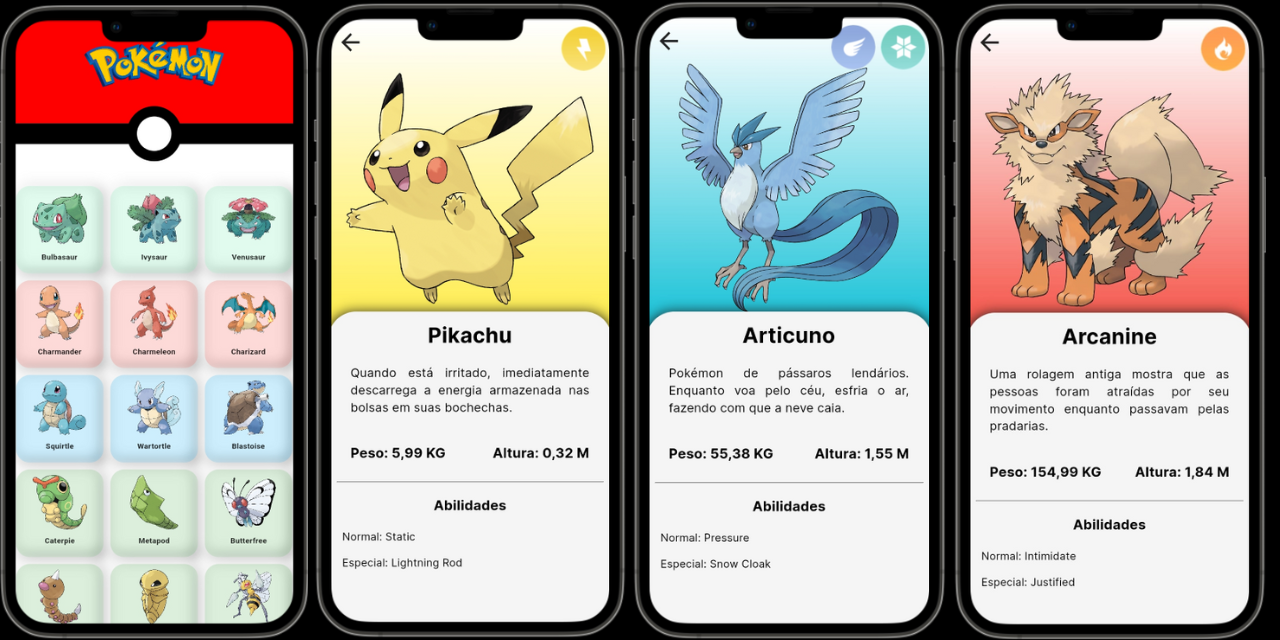 Pokémon
Bulbasaur
Ivysaur
Venusaur
Charmander
Charmeleon
Charizard
Squirtle
Wartortle
Blastoise
Caterpie
Metapod
Butterfree
Pikachu
Quando está irritado, imediatamente
descarrega a energia armazenada nas
bolsas em suas bochechas.
Peso: 5,99 KG
Altura: 0,32 M
Abilidades
Normal: Static
Especial: Lightning Rod
Articuno
Pokémon de pássaros lendários.
Enquanto voa pelo céu, esfria o ar,
fazendo com que a neve caia.
Peso: 55,38 KG
Altura: 1,55 M
Abilidades
Normal: Pressure
Especial: Snow Cloak
Arcanine
Uma rolagem antiga mostra que as
pessoas foram atraídas por seu
movimento enquanto passavam pelas
pradarias.
Peso: 154,99 KG
Altura: 1,84 M
Abilidades
Normal: Intimidate
Especial: Justified